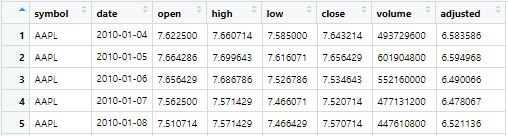 symbol date open high low close volume adjusted
1 AAPL 2010-01-04 7.622500 7.660714 7.585000 7.643214 493729600 6.583586
2 AAPL 2010-01-05 7.664286 7.699643 7.616071 7.656429 601904800 6.594968
3 AAPL 2010-01-06 7.656429 7.686786 7.526786 7.534643 552160000 6.490066
4 AAPL 2010-01-07 7.562500 7.571429 7.466071 7.520714 477131200 6.478067
5 AAPL 2010-01-08 7.510714 7.571429 7.466429 7.570714 447610800 6.521136